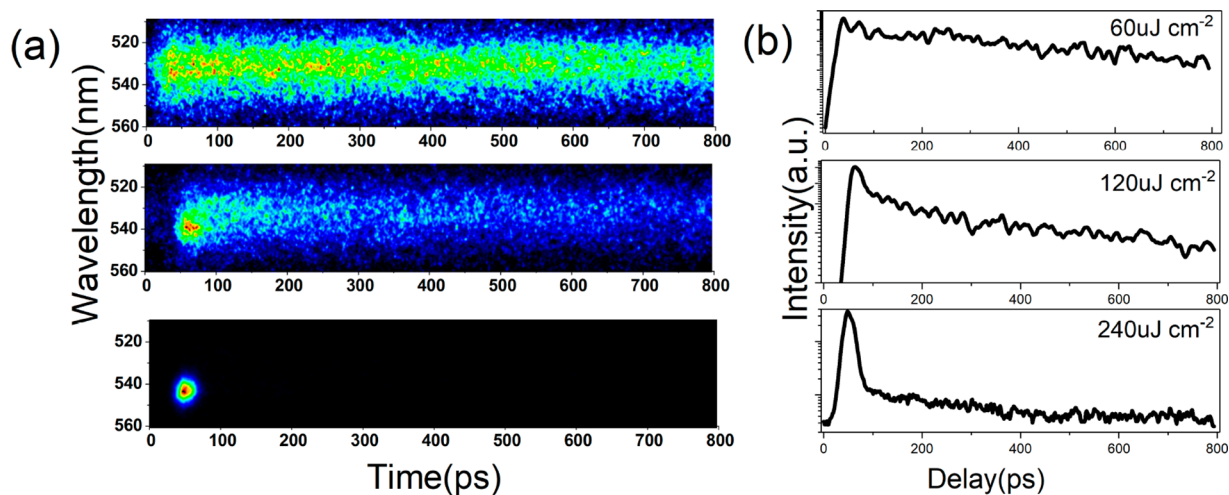 (a)
Wavelength(nm)
520
540
560
0 100 200 300 400 500 600 700 800
520
540
560
0 100 200 300 400 500 600 700 800
520
540
560
0 100 200 300 400 500 600 700 800
Time(ps)
(b)
Intensity(a.u.)
60uJ cm-2
0 200 400 600 800
120uJ cm-2
0 200 400 600 800
240uJ cm-2
0 200 400 600 800
Delay(ps)